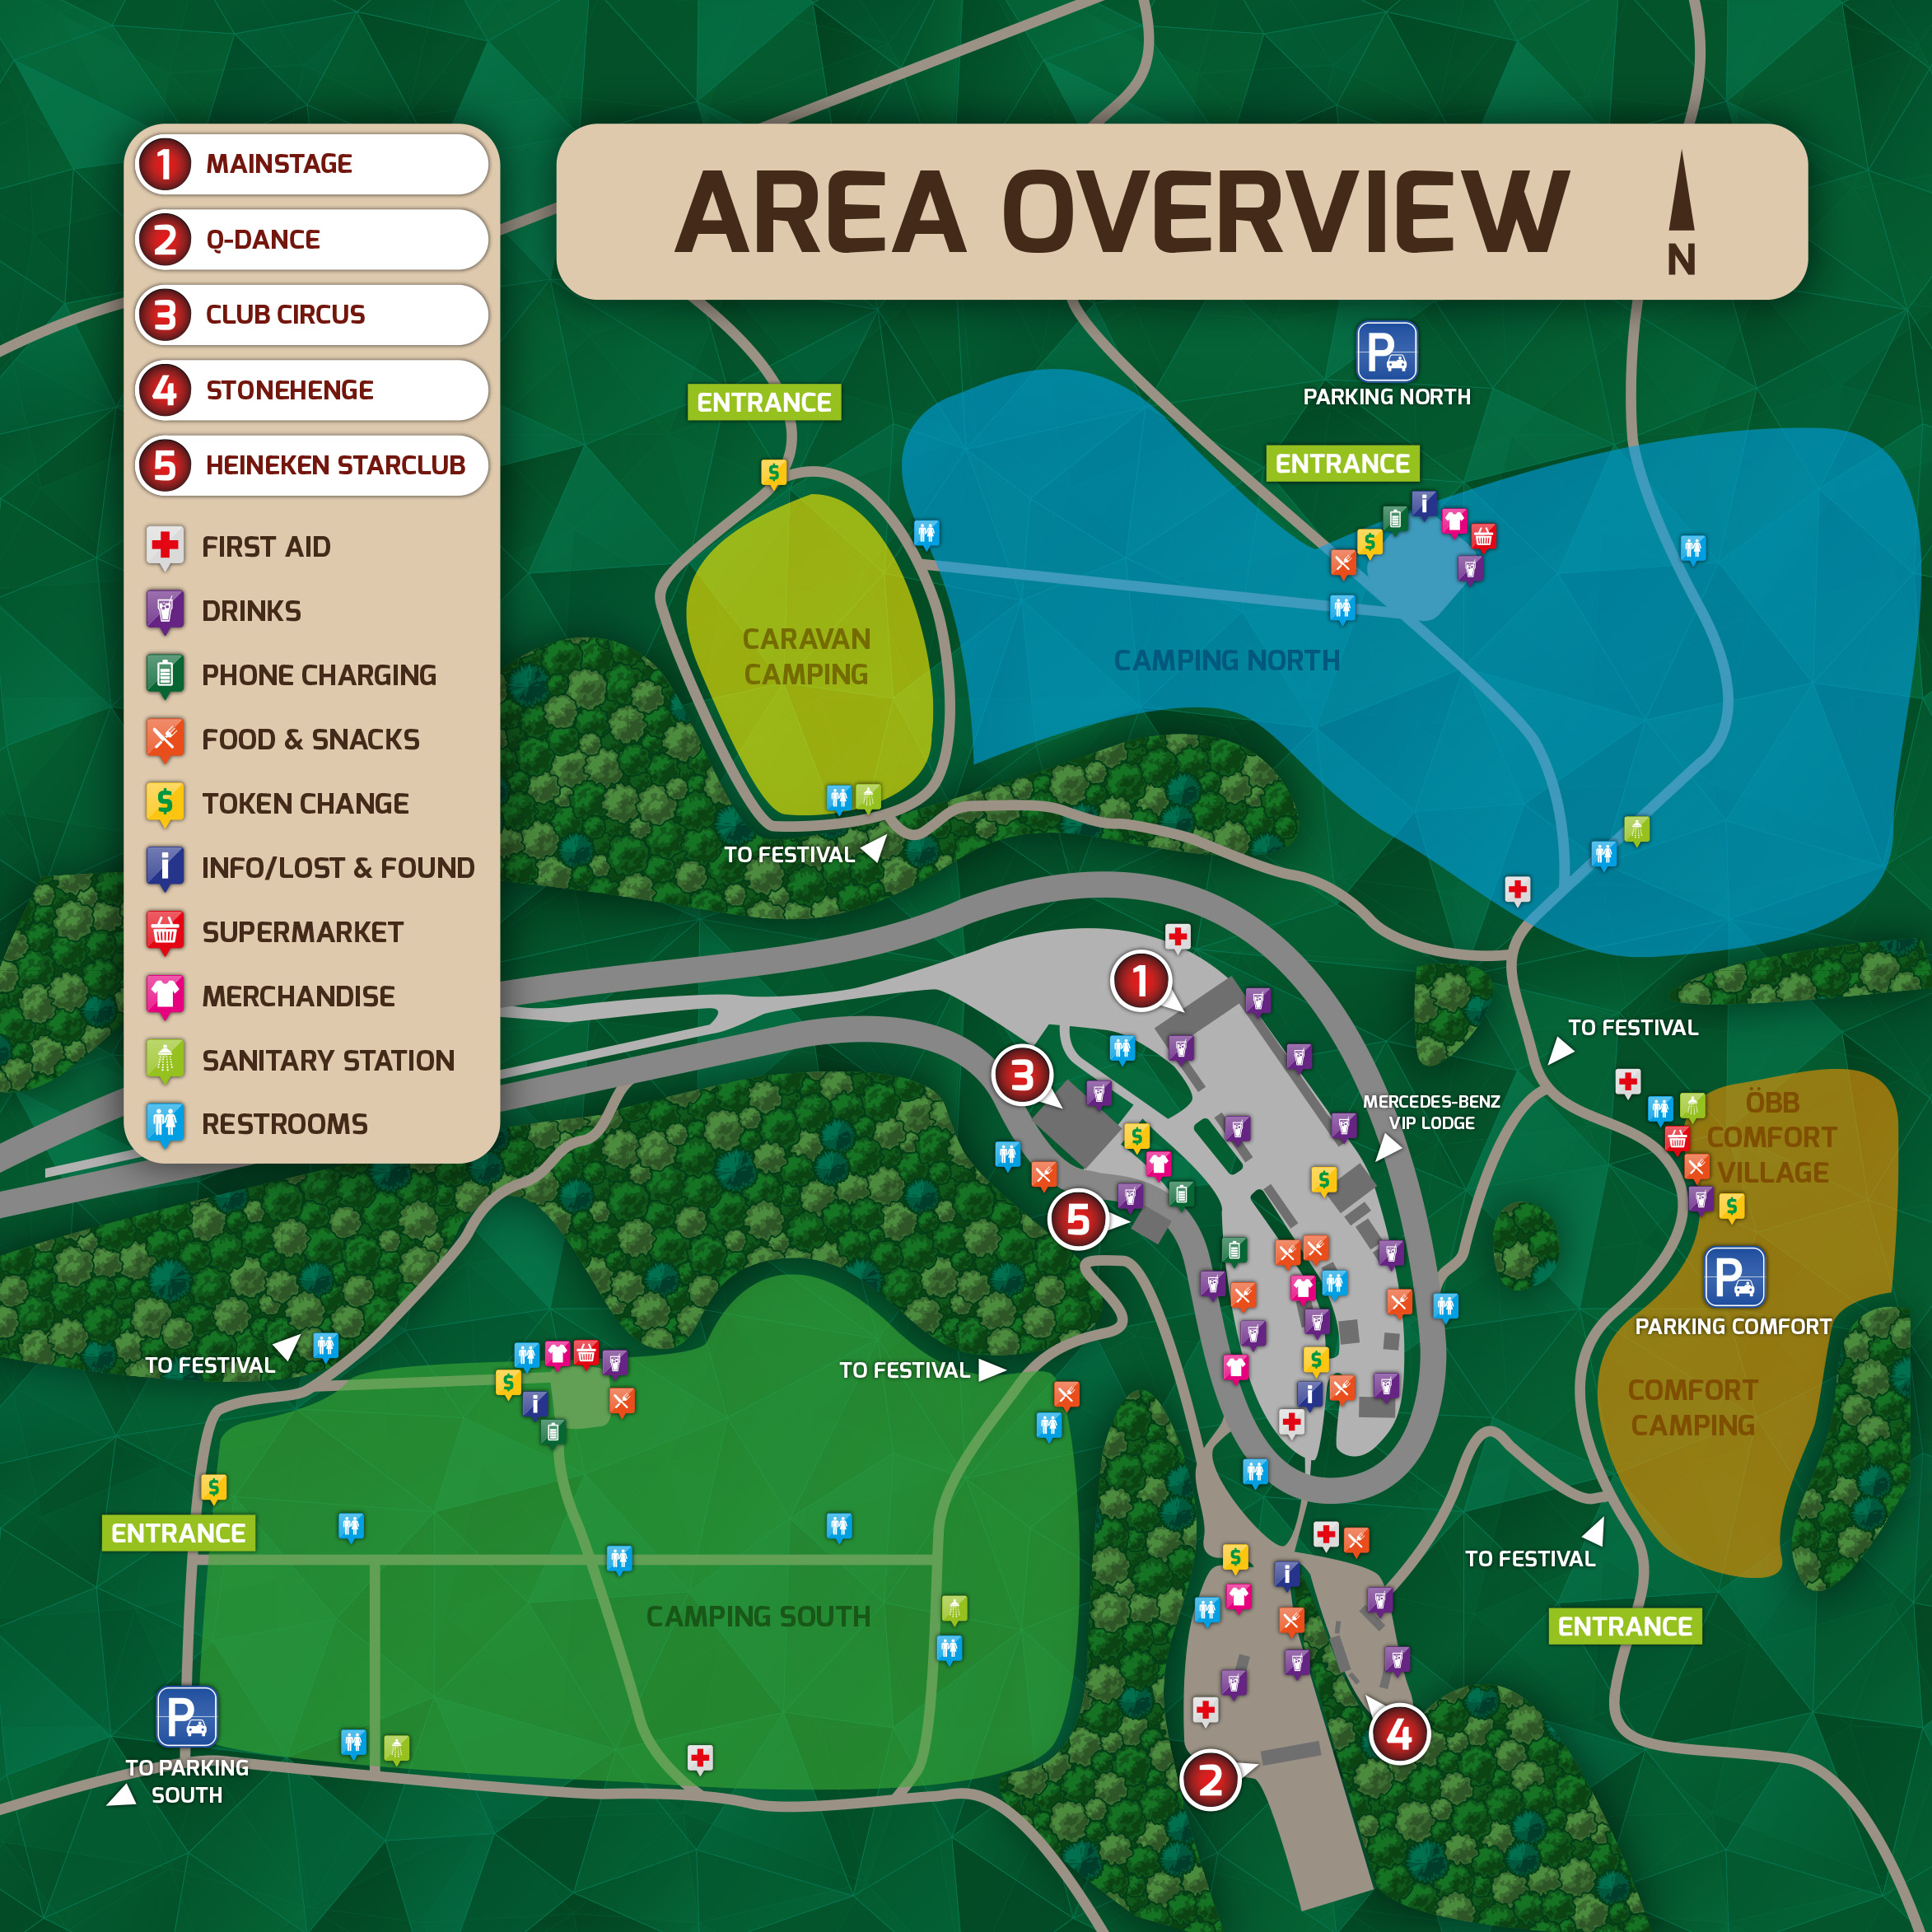 AREA OVERVIEW
N
1 MAINSTAGE
2 Q-DANCE
3 CLUB CIRCUS
4 STONEHENGE
5 HEINEKEN STARCLUB
FIRST AID
DRINKS
PHONE CHARGING
FOOD & SNACKS
$ TOKEN CHANGE
i INFO/LOST & FOUND
SUPERMARKET
MERCHANDISE
SANITARY STATION
RESTROOMS
P
PARKING NORTH
ENTRANCE
ENTRANCE
$
i
$
CARAVAN
CAMPING
CAMPING NORTH
TO FESTIVAL
1
TO FESTIVAL
3
MERCEDES-BENZ
VIP LODGE
ÖBB
COMFORT
VILLAGE
$
$
$
5
P
PARKING COMFORT
TO FESTIVAL
TO FESTIVAL
$
i
$
i
COMFORT
CAMPING
$
ENTRANCE
$
i
TO FESTIVAL
CAMPING SOUTH
ENTRANCE
P
TO PARKING
SOUTH
4
2